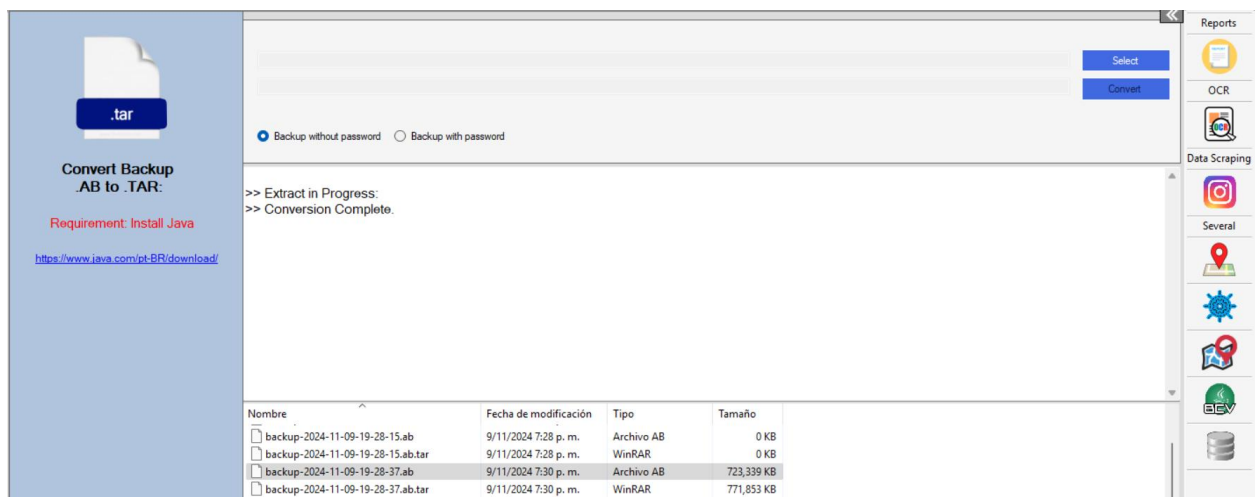 .tar
Convert Backup
.AB to .TAR:
Requirement: Install Java
https://www.java.com/pt-BR/download/
Select
Convert
Backup without password
Backup with password
>> Extract in Progress:
>> Conversion Complete.
Nombre Fecha de modificación Tipo Tamaño
backup-2024-11-09-19-28-15.ab 9/11/2024 7:28 p. m. Archivo AB 0 KB
backup-2024-11-09-19-28-15.ab.tar 9/11/2024 7:28 p. m. WinRAR 0 KB
backup-2024-11-09-19-28-37.ab 9/11/2024 7:30 p. m. Archivo AB 723,339 KB
backup-2024-11-09-19-28-37.ab.tar 9/11/2024 7:30 p. m. WinRAR 771,853 KB
Reports
OCR
OCR
Data Scraping
Several